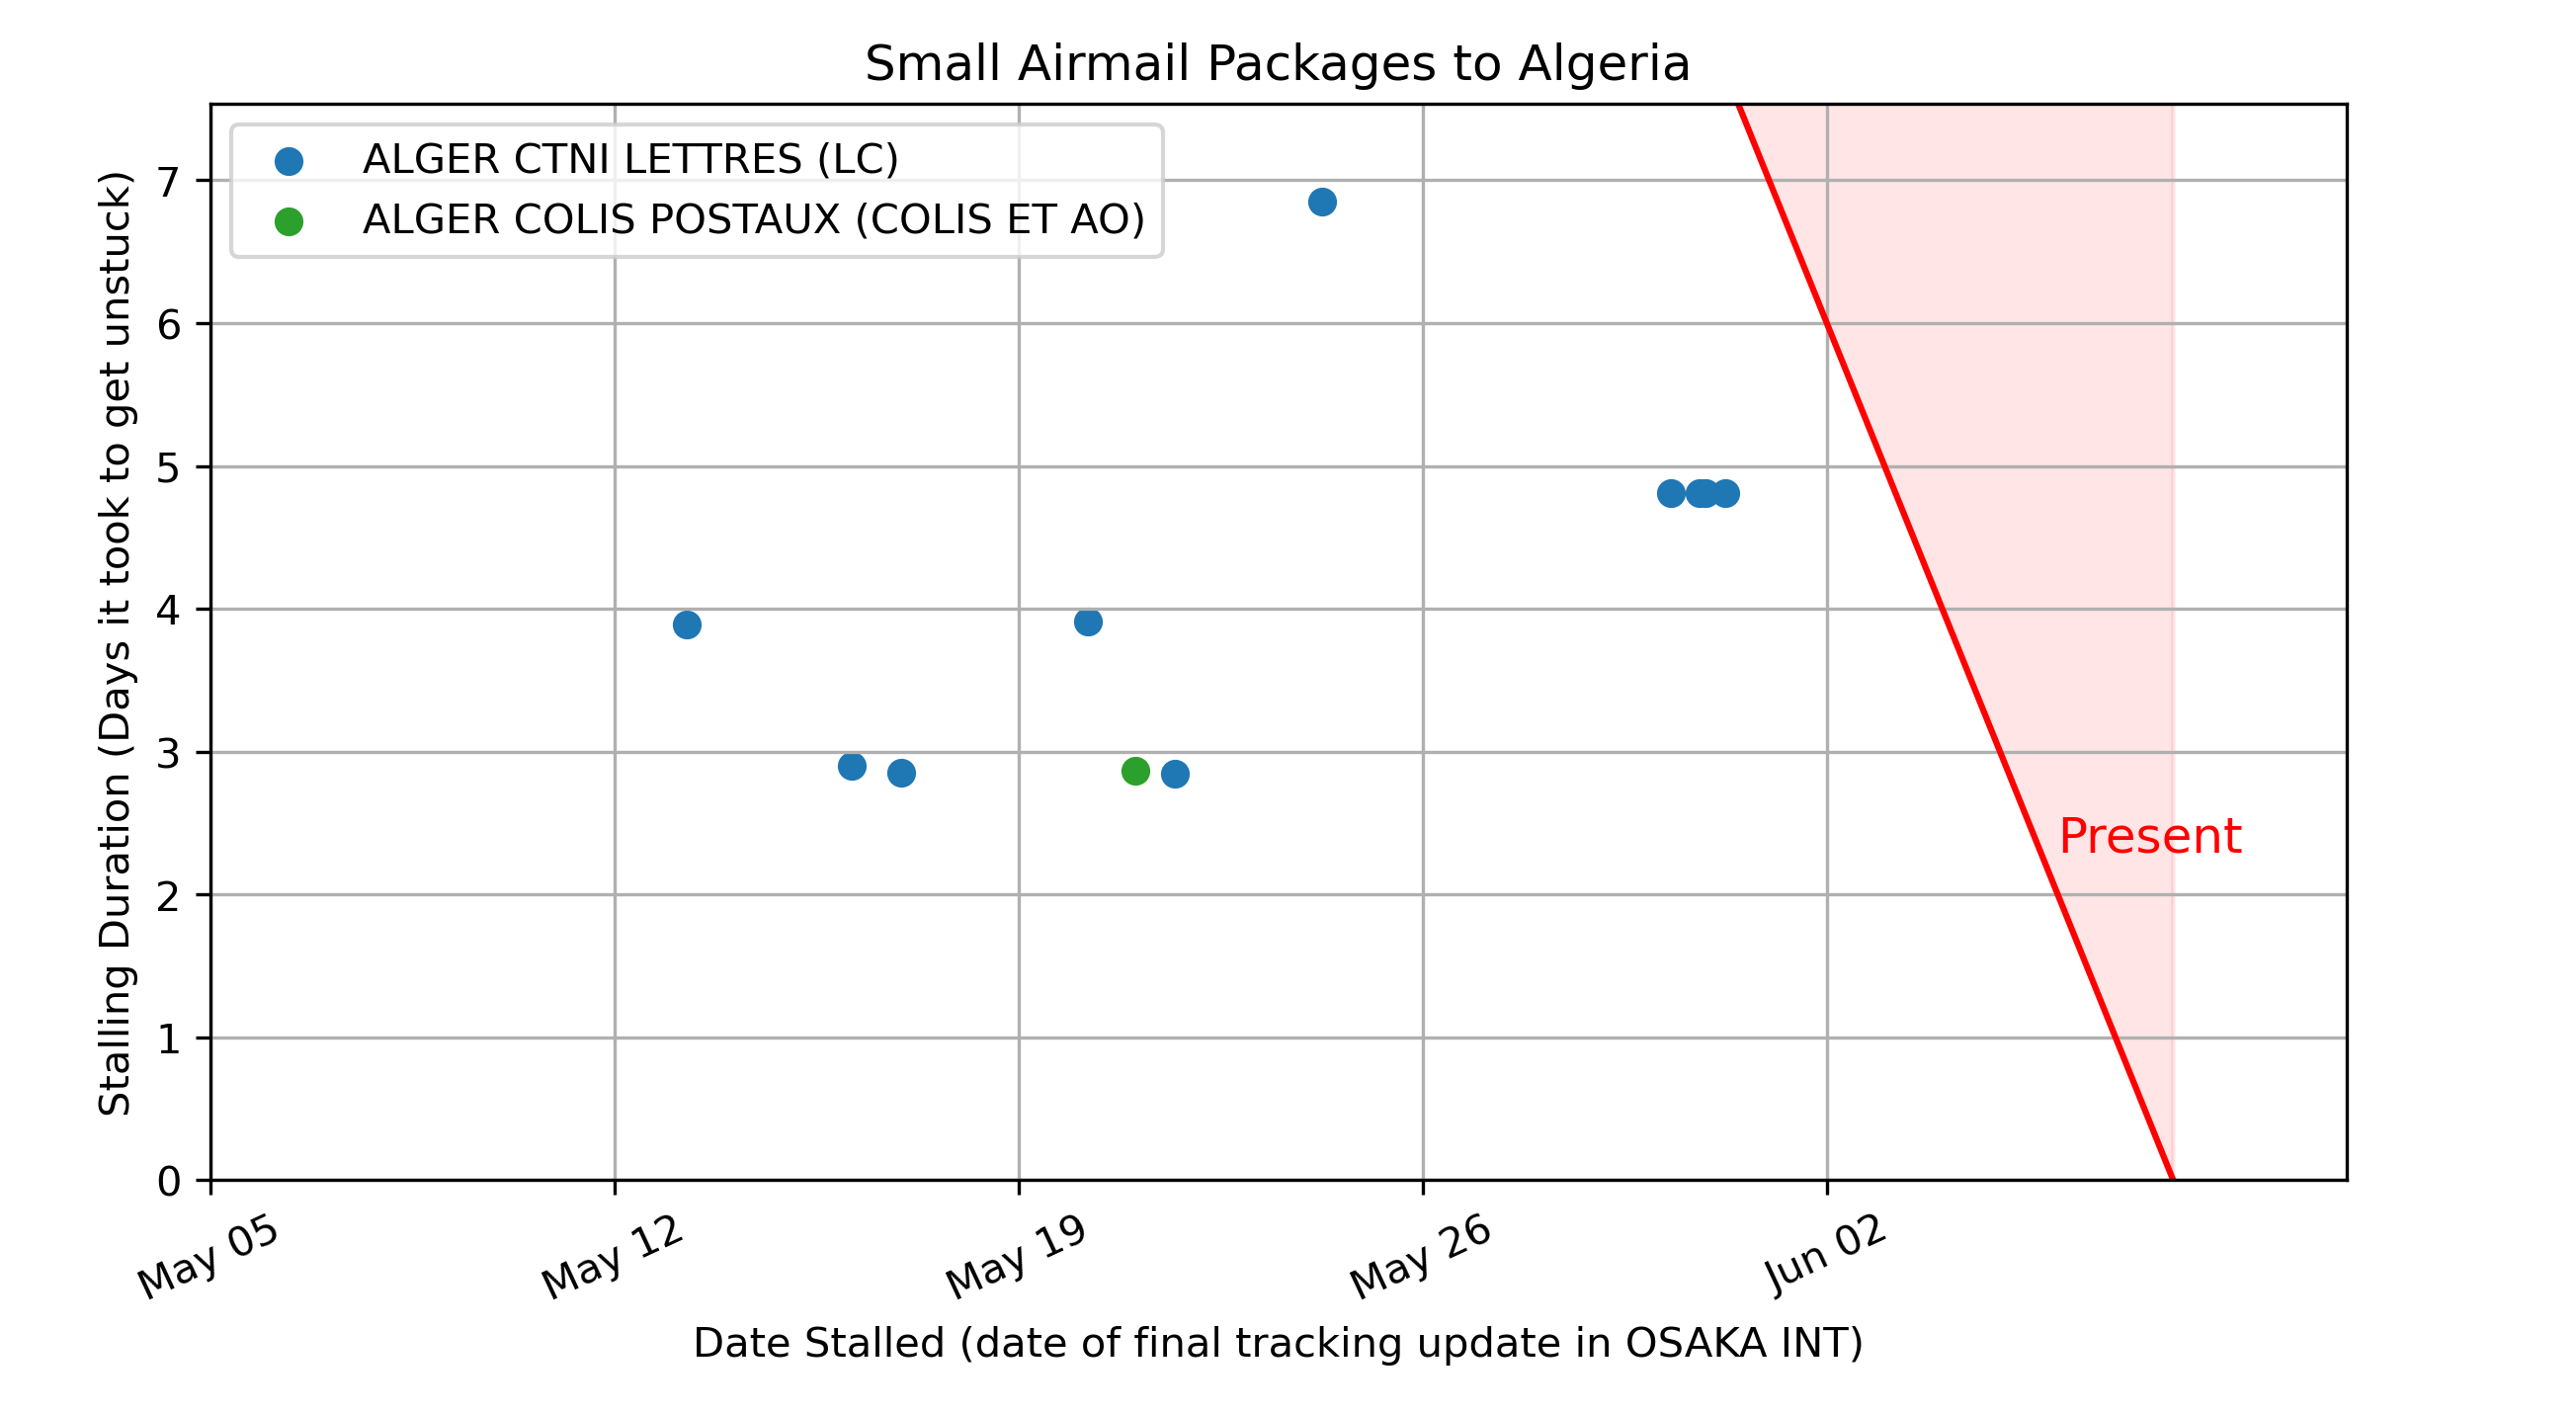 Small Airmail Packages to Algeria
ALGER CTNI LETTRES (LC)
ALGER COLIS POSTAUX (COLIS ET AO)
Stalling Duration (Days it took to get unstuck)
7
6
5
4
3
2
1
0
Present
May 05
May 12
May 19
May 26
Jun 02
Date Stalled (date of final tracking update in OSAKA INT)